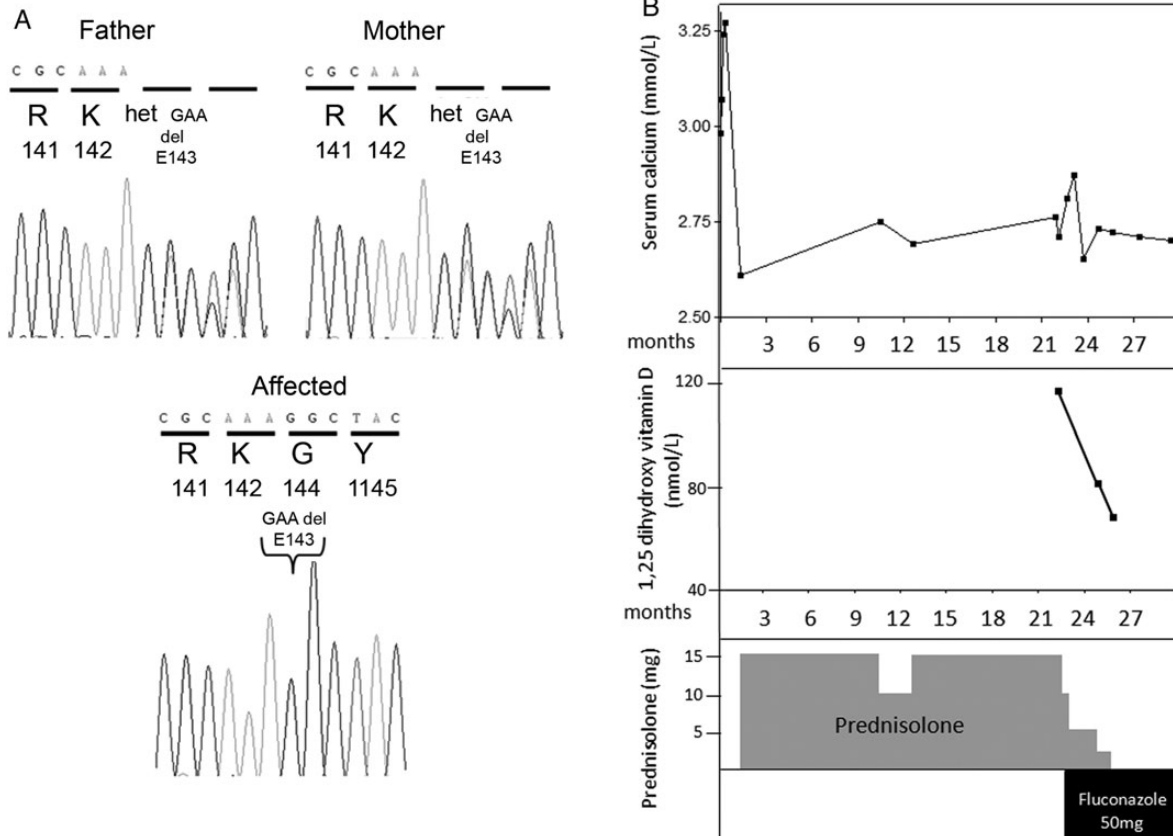 A
Father
Mother
C G C A A A
C G C A A A
R K het GAA
del
E143
141 142
R K het GAA
del
E143
141 142
Affected
C G C A A A G G C T A C
R K G Y
141 142 144 1145
GAA del
E143
B
Serum calcium (mmol/L)
3.25
3.00
2.75
2.50
months 3 6 9 12 15 18 21 24 27
1,25 dihydroxy vitamin D
(nmol/L)
120
80
40
months 3 6 9 12 15 18 21 24 27
Prednisolone (mg)
15
10
5
Prednisolone
Fluconazole
50mg